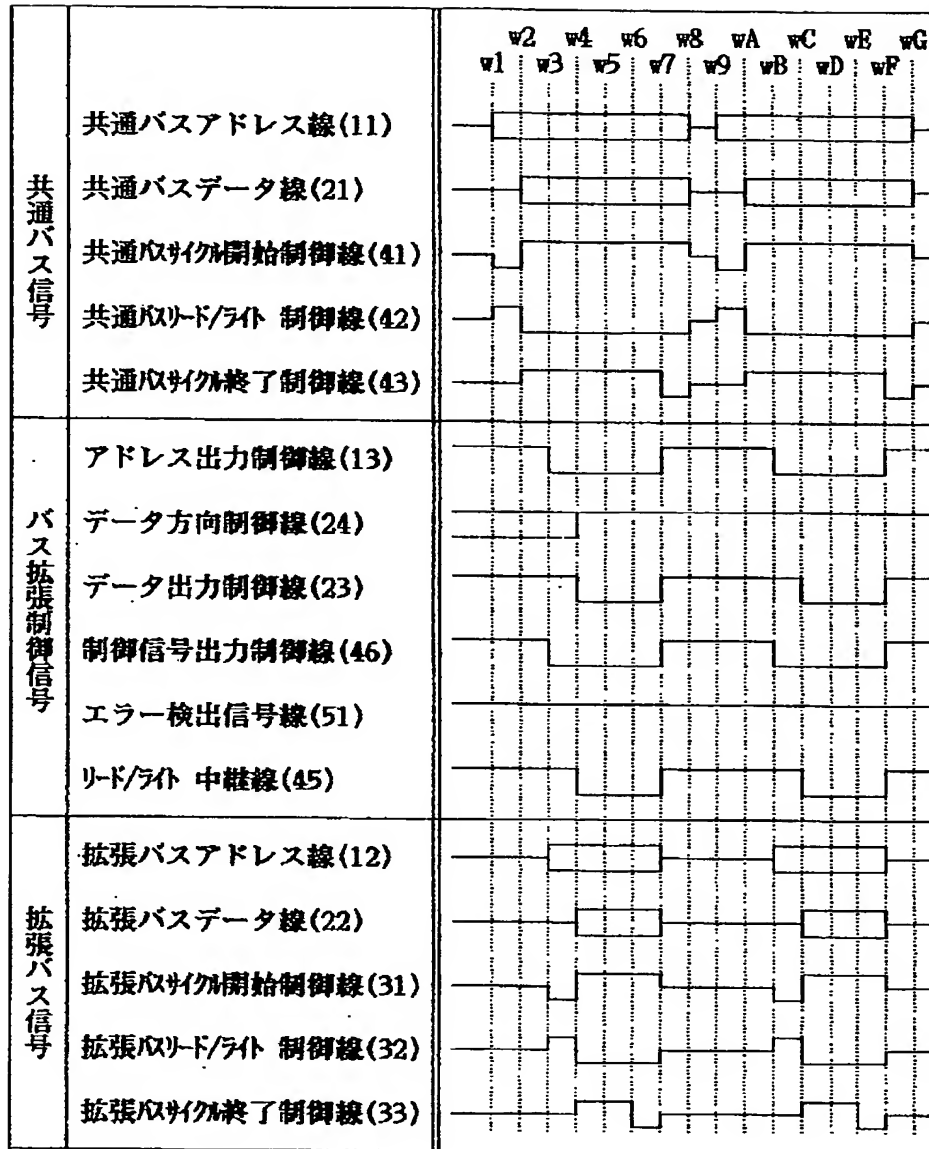 w2 w4 w6 w8 wA wC wE wG
w1 w3 w5 w7 w9 wB wD wF
共通バス信号
共通バスアドレス線(11)
共通バスデータ線(21)
共通バスサイクル開始制御線(41)
共通バスリード/ライト 制御線(42)
共通バスサイクル終了制御線(43)
バス拡張制御信号
アドレス出力制御線(13)
データ方向制御線(24)
データ出力制御線(23)
制御信号出力制御線(46)
エラー検出信号線(51)
リード/ライト 中継線(45)
拡張バス信号
拡張バスアドレス線(12)
拡張バスデータ線(22)
拡張バスサイクル開始制御線(31)
拡張バスリード/ライト 制御線(32)
拡張バスサイクル終了制御線(33)